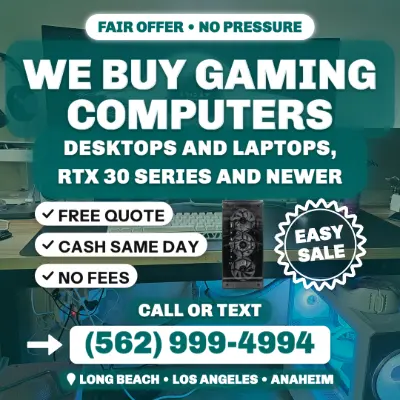 FAIR OFFER • NO PRESSURE
WE BUY GAMING
COMPUTERS
DESKTOPS AND LAPTOPS,
RTX 30 SERIES AND NEWER
FREE QUOTE
CASH SAME DAY
NO FEES
EASY
SALE
CALL OR TEXT
(562) 999-4994
LONG BEACH • LOS ANGELES • ANAHEIM